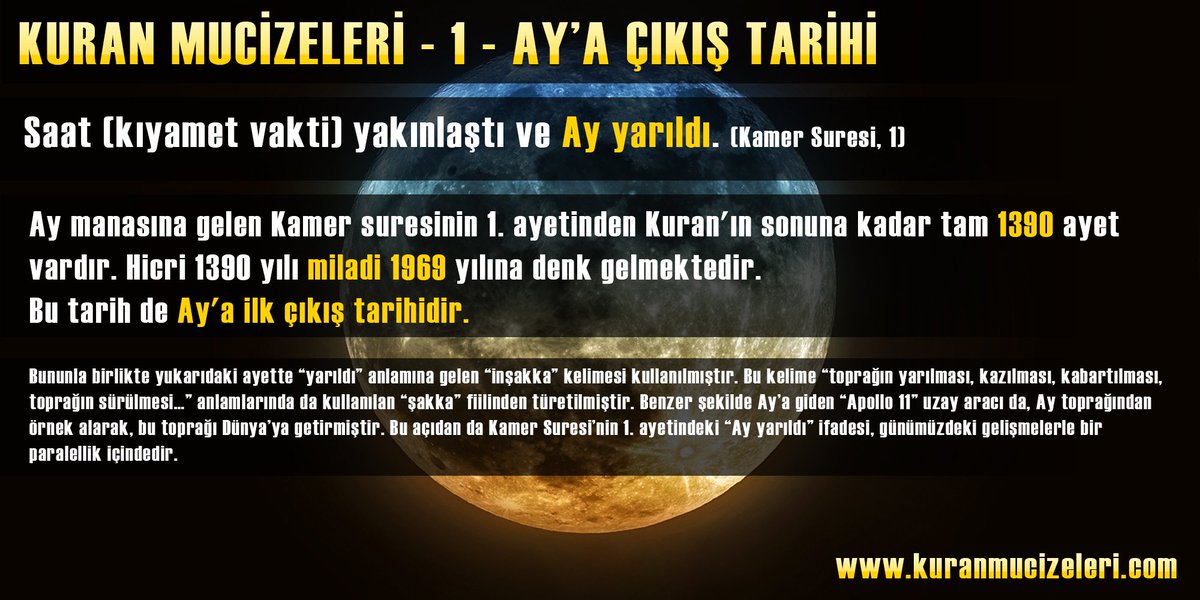 KURAN MUCİZELERİ - 1 - AY'A ÇIKIŞ TARİHİ
Saat (kıyamet vakti) yakınlaştı ve Ay yarıldı. (Kamer Suresi, 1)
Ay manasına gelen Kamer suresinin 1. ayetinden Kuran'ın sonuna kadar tam 1390 ayet
vardır. Hicri 1390 yılı miladi 1969 yılına denk gelmektedir.
Bu tarih de Ay'a ilk çıkış tarihidir.
Bununla birlikte yukarıdaki ayette “yarıldı” anlamına gelen “inşakka” kelimesi kullanılmıştır. Bu kelime “toprağın yarılması, kazılması, kabartılması,
toprağın sürülmesi...” anlamlarında da kullanılan “şakka” fiilinden türetilmiştir. Benzer şekilde Ay'a giden “Apollo 11” uzay aracı da, Ay toprağından
örnek alarak, bu toprağı Dünya'ya getirmiştir. Bu açıdan da Kamer Suresi'nin 1. ayetindeki “Ay yarıldı” ifadesi, günümüzdeki gelişmelerle bir
paralellik içindedir.
www.kuranmucizeleri.com